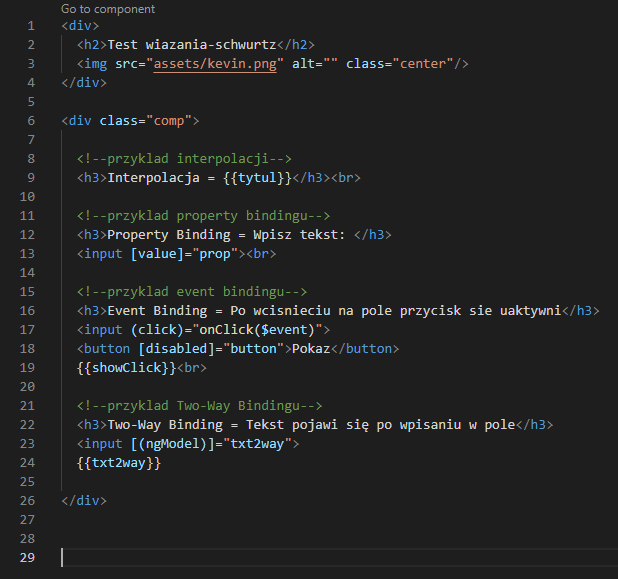 Go to component
1 <div>
2 <h2>Test wiazania-schwurtz</h2>
3 <img src="assets/kevin.png" alt="" class="center"/>
4 </div>
5
6 <div class="comp">
7
8 <!--przyklad interpolacji-->
9 <h3>Interpolacja = {{tytul}}</h3><br>
10
11 <!--przyklad property bindingu-->
12 <h3>Property Binding = Wpisz tekst: </h3>
13 <input [value]="prop"><br>
14
15 <!--przyklad event bindingu-->
16 <h3>Event Binding = Po wcisnieciu na pole przycisk sie uaktywni</h3>
17 <input (click)="onClick($event)">
18 <button [disabled]="button">Pokaz</button>
19 {{showClick}}<br>
20
21 <!--przyklad Two-Way Bindingu-->
22 <h3>Two-Way Binding = Tekst pojawi się po wpisaniu w pole</h3>
23 <input [(ngModel)]="txt2way">
24 {{txt2way}}
25
26 </div>
27
28
29